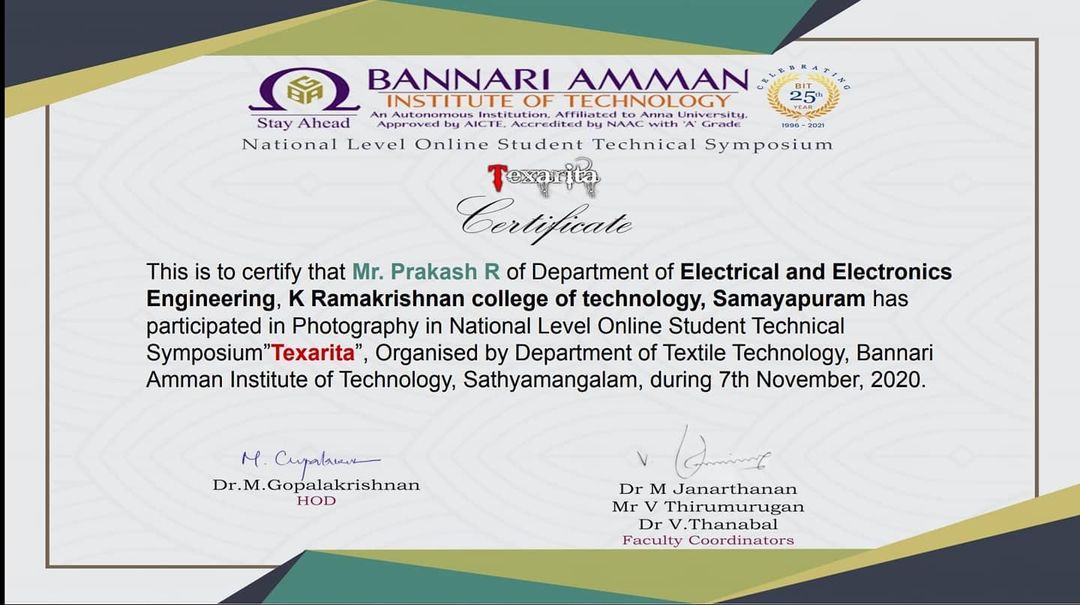 BANNARI AMMAN
INSTITUTE OF TECHNOLOGY
An Autonomous Institution, Affiliated to Anna University,
Approved by AICTE, Accredited by NAAC with 'A' Grade
GBA
Stay Ahead
CELEBRATING
BIT
25th
YEAR
1996 - 2021
National Level Online Student Technical Symposium
Texarita
Certificate
This is to certify that Mr. Prakash R of Department of Electrical and Electronics
Engineering, K Ramakrishnan college of technology, Samayapuram has
participated in Photography in National Level Online Student Technical
Symposium”Texarita”, Organised by Department of Textile Technology, Bannari
Amman Institute of Technology, Sathyamangalam, during 7th November, 2020.
Dr.M.Gopalakrishnan
HOD
Dr M Janarthanan
Mr V Thirumurugan
Dr V.Thanabal
Faculty Coordinators